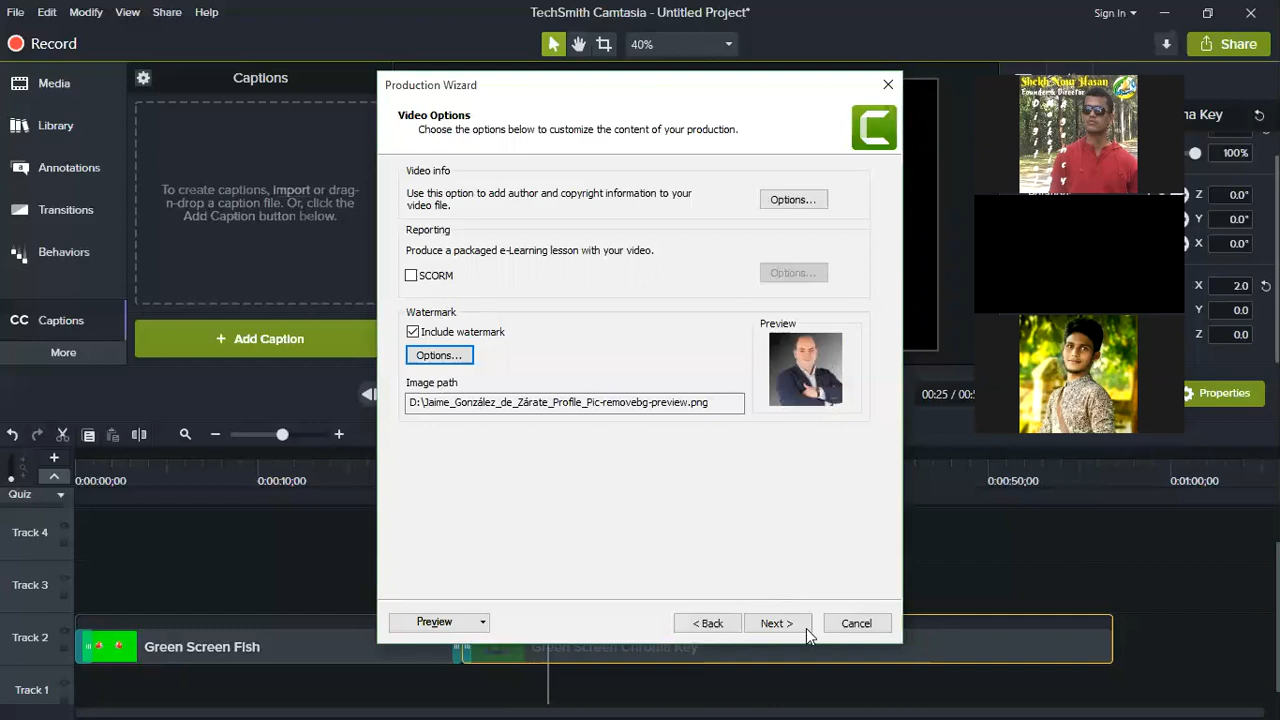 File Edit Modify View Share Help
TechSmith Camtasia - Untitled Project*
Sign In
Record
40%
Share
Media
Library
Annotations
Transitions
Behaviors
CC Captions
More
Captions
To create captions, import or drag-
n-drop a caption file. Or, click the
Add Caption button below.
+ Add Caption
Production Wizard
Video Options
Choose the options below to customize the content of your production.
Video info
Use this option to add author and copyright information to your
video file.
Options...
Reporting
Produce a packaged e-Learning lesson with your video.
SCORM
Options...
Watermark
Include watermark
Options...
Image path
D:\Jaime_González_de_Zárate_Profile_Pic-removebg-preview.png
Preview
Preview
< Back
Next >
Cancel
Shekh Nour Hasan
Founder & Director
na Key
100%
Z 0.0°
Y 0.0°
X 0.0°
X 2.0
Y 0.0
Z 0.0
00:25 / 00:5
Properties
0:00:00;00
0:00:10;00
0:00:50;00
0:01:00;00
Quiz
Track 4
Track 3
Track 2
Green Screen Fish
Green Screen Chroma Key
Track 1